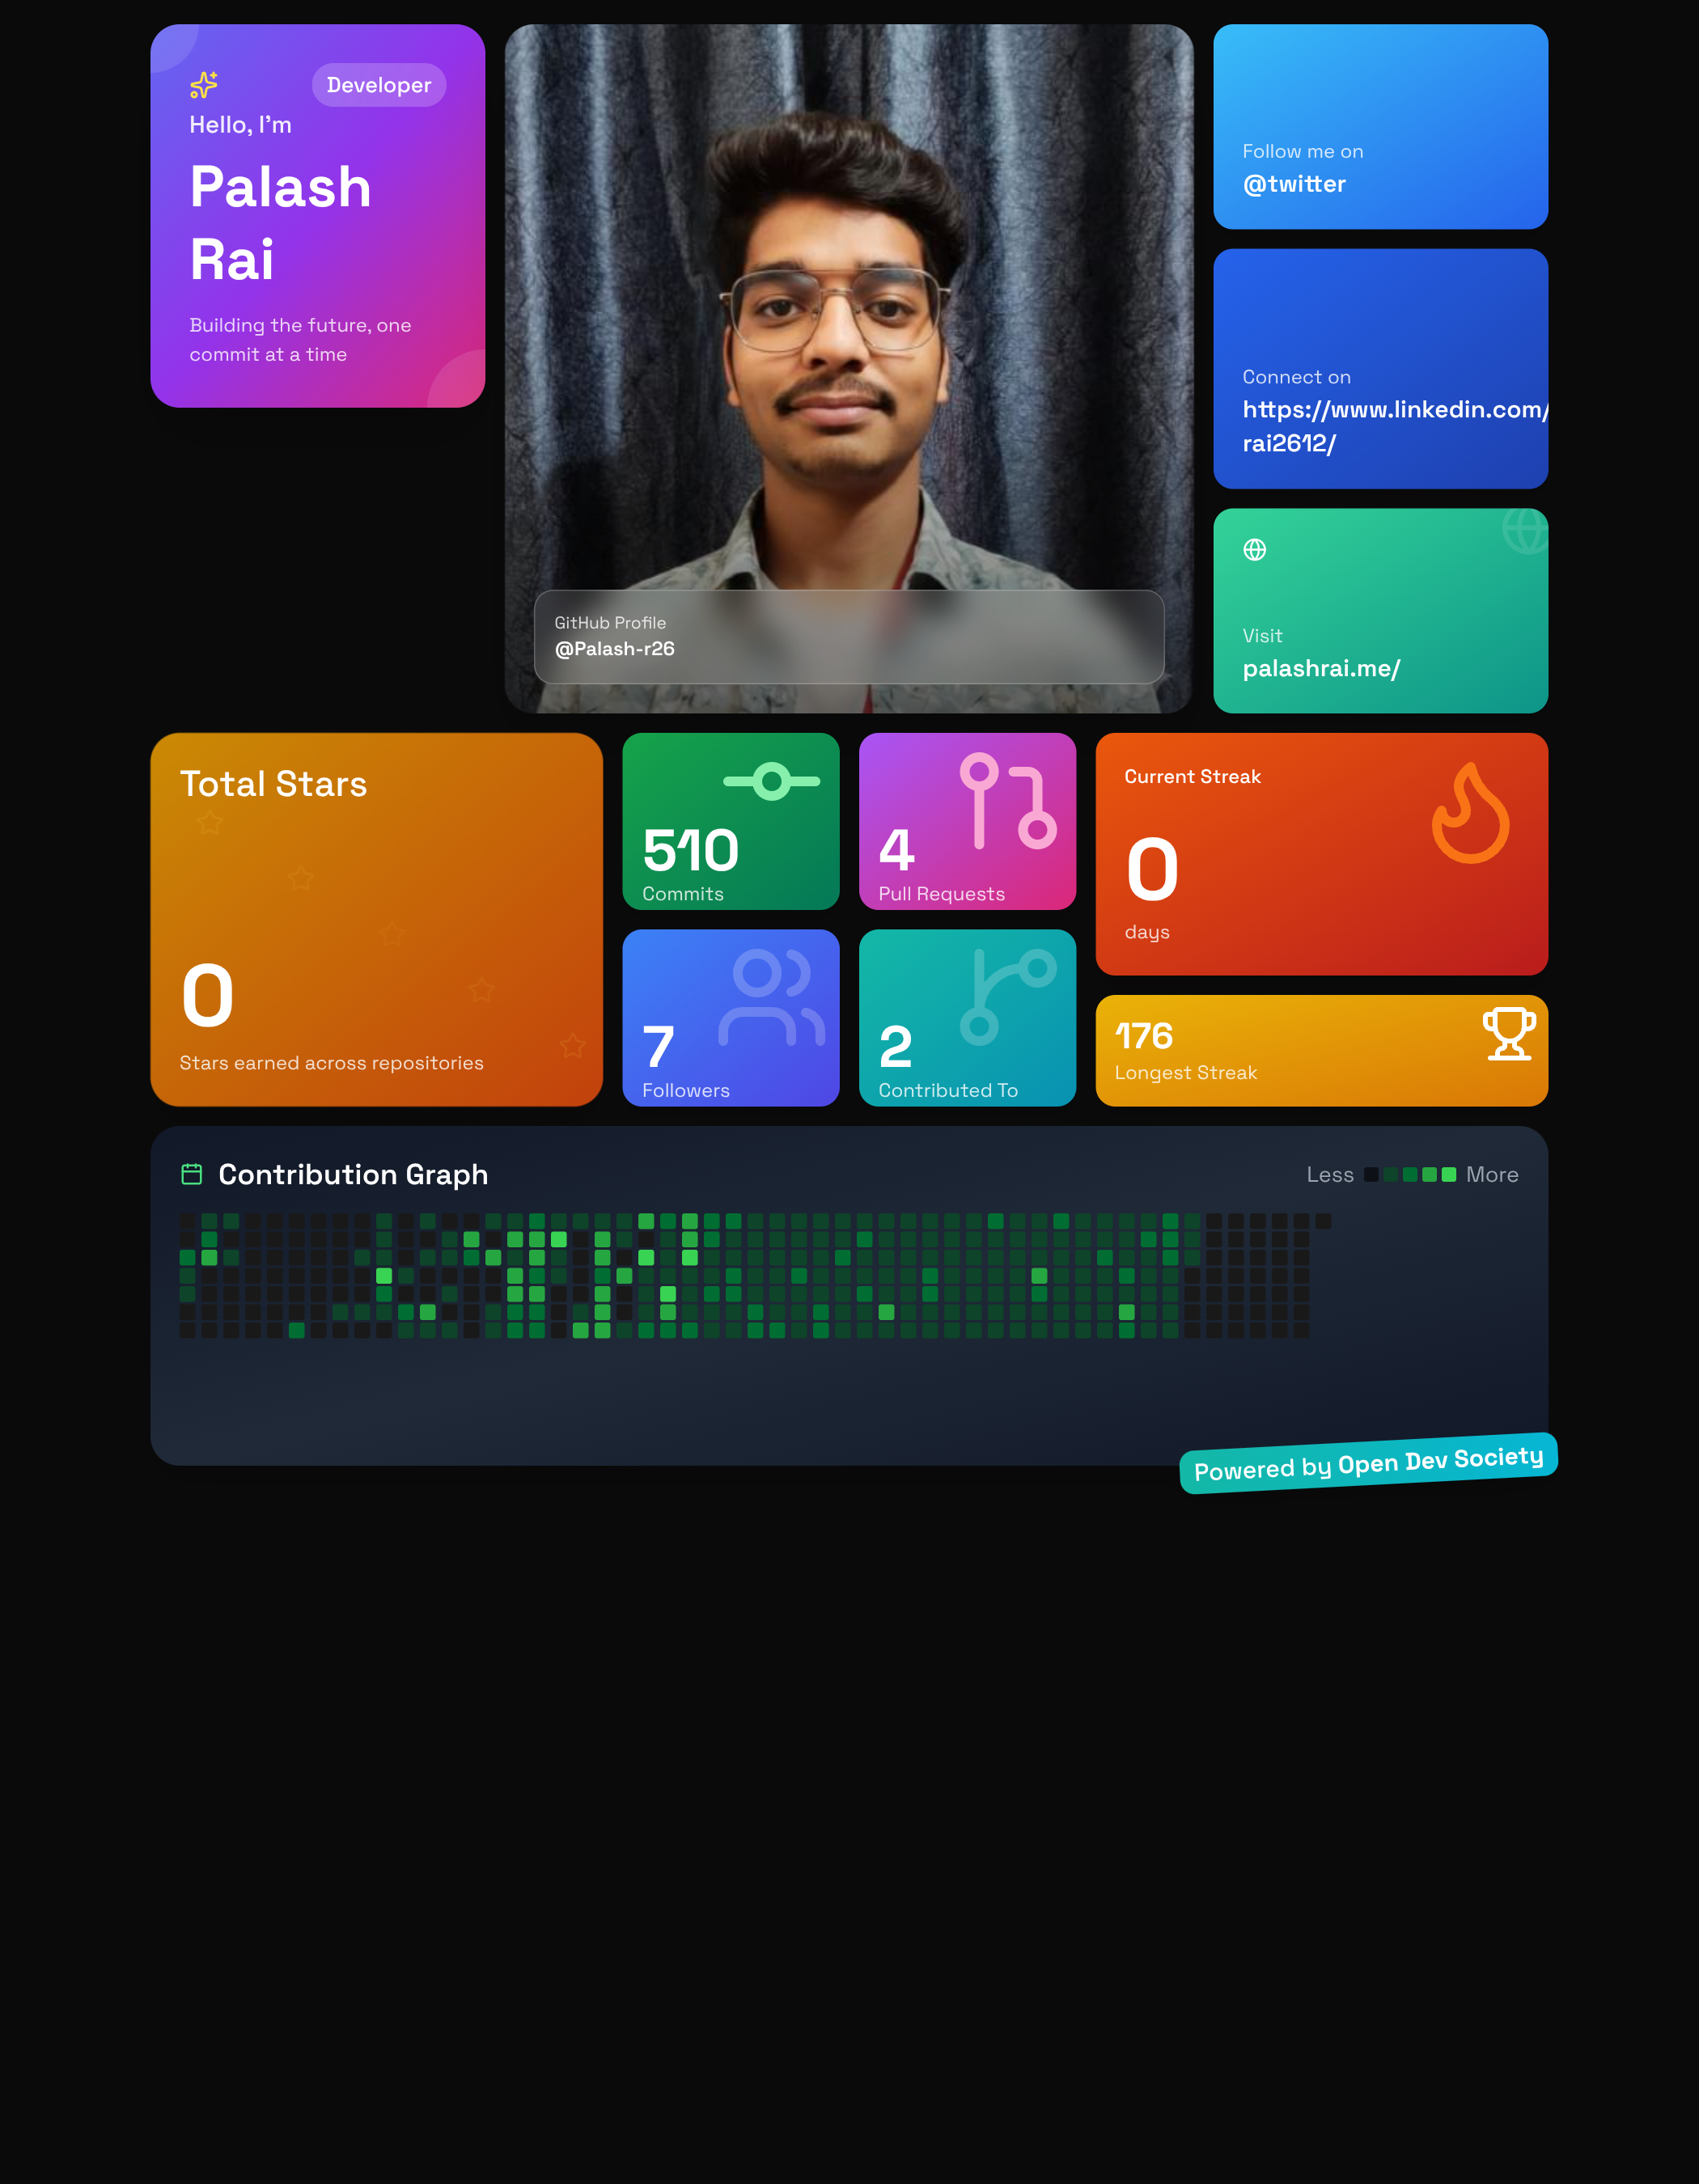 Developer
Hello, I'm
Palash
Rai
Building the future, one
commit at a time
GitHub Profile
@Palash-r26
Follow me on
@twitter
Connect on
https://www.linkedin.com/
rai2612/
Visit
palashrai.me/
Total Stars
0
Stars earned across repositories
510
Commits
4
Pull Requests
7
Followers
2
Contributed To
Current Streak
0
days
176
Longest Streak
Contribution Graph
Less More
Powered by Open Dev Society